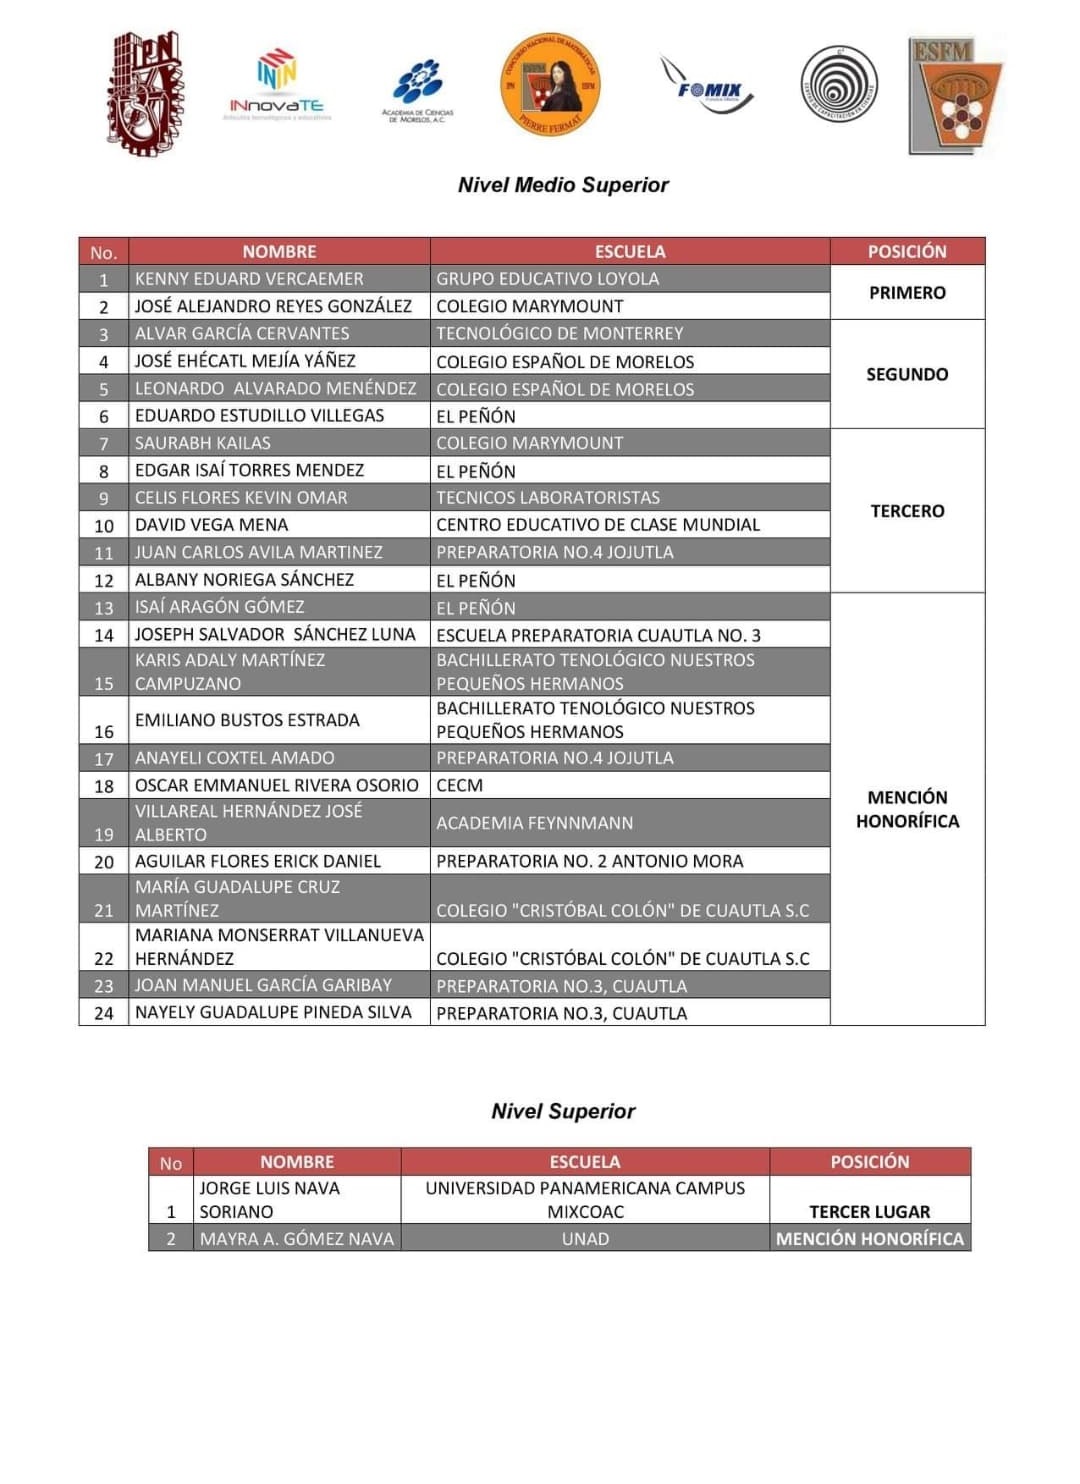 IPN
INNOVATE
ACADEMIA DE CIENCIAS
DE MORELOS, A.C.
CONCURSO NACIONAL DE MATEMÁTICAS
IPN ESFM
PIERRE FERMAT
FOMIX
ESFM
Nivel Medio Superior
No. NOMBRE ESCUELA POSICIÓN
1 KENNY EDUARD VERCAEMER GRUPO EDUCATIVO LOYOLA
PRIMERO
2 JOSÉ ALEJANDRO REYES GONZÁLEZ COLEGIO MARYMOUNT
3 ALVAR GARCÍA CERVANTES TECNOLÓGICO DE MONTERREY
4 JOSÉ EHÉCATL MEJÍA YÁÑEZ COLEGIO ESPAÑOL DE MORELOS
SEGUNDO
5 LEONARDO ALVARADO MENÉNDEZ COLEGIO ESPAÑOL DE MORELOS
6 EDUARDO ESTUDILLO VILLEGAS EL PEÑÓN
7 SAURABH KAILAS COLEGIO MARYMOUNT
8 EDGAR ISAÍ TORRES MENDEZ EL PEÑÓN
9 CELIS FLORES KEVIN OMAR TECNICOS LABORATORISTAS
TERCERO
10 DAVID VEGA MENA CENTRO EDUCATIVO DE CLASE MUNDIAL
11 JUAN CARLOS AVILA MARTINEZ PREPARATORIA NO.4 JOJUTLA
12 ALBANY NORIEGA SÁNCHEZ EL PEÑÓN
13 ISAÍ ARAGÓN GÓMEZ EL PEÑÓN
14 JOSEPH SALVADOR SÁNCHEZ LUNA ESCUELA PREPARATORIA CUAUTLA NO. 3
KARIS ADALY MARTÍNEZ BACHILLERATO TENOLÓGICO NUESTROS
15 CAMPUZANO PEQUEÑOS HERMANOS
EMILIANO BUSTOS ESTRADA BACHILLERATO TENOLÓGICO NUESTROS
16 PEQUEÑOS HERMANOS
17 ANAYELI COXTEL AMADO PREPARATORIA NO.4 JOJUTLA
18 OSCAR EMMANUEL RIVERA OSORIO CECM
MENCIÓN
HONORÍFICA
VILLAREAL HERNÁNDEZ JOSÉ
19 ALBERTO ACADEMIA FEYNNMANN
20 AGUILAR FLORES ERICK DANIEL PREPARATORIA NO. 2 ANTONIO MORA
MARÍA GUADALUPE CRUZ
21 MARTÍNEZ COLEGIO "CRISTÓBAL COLÓN" DE CUAUTLA S.C
MARIANA MONSERRAT VILLANUEVA
22 HERNÁNDEZ COLEGIO "CRISTÓBAL COLÓN" DE CUAUTLA S.C
23 JOAN MANUEL GARCÍA GARIBAY PREPARATORIA NO.3, CUAUTLA
24 NAYELY GUADALUPE PINEDA SILVA PREPARATORIA NO.3, CUAUTLA
Nivel Superior
No NOMBRE ESCUELA POSICIÓN
JORGE LUIS NAVA UNIVERSIDAD PANAMERICANA CAMPUS
1 SORIANO MIXCOAC TERCER LUGAR
2 MAYRA A. GÓMEZ NAVA UNAD MENCIÓN HONORÍFICA